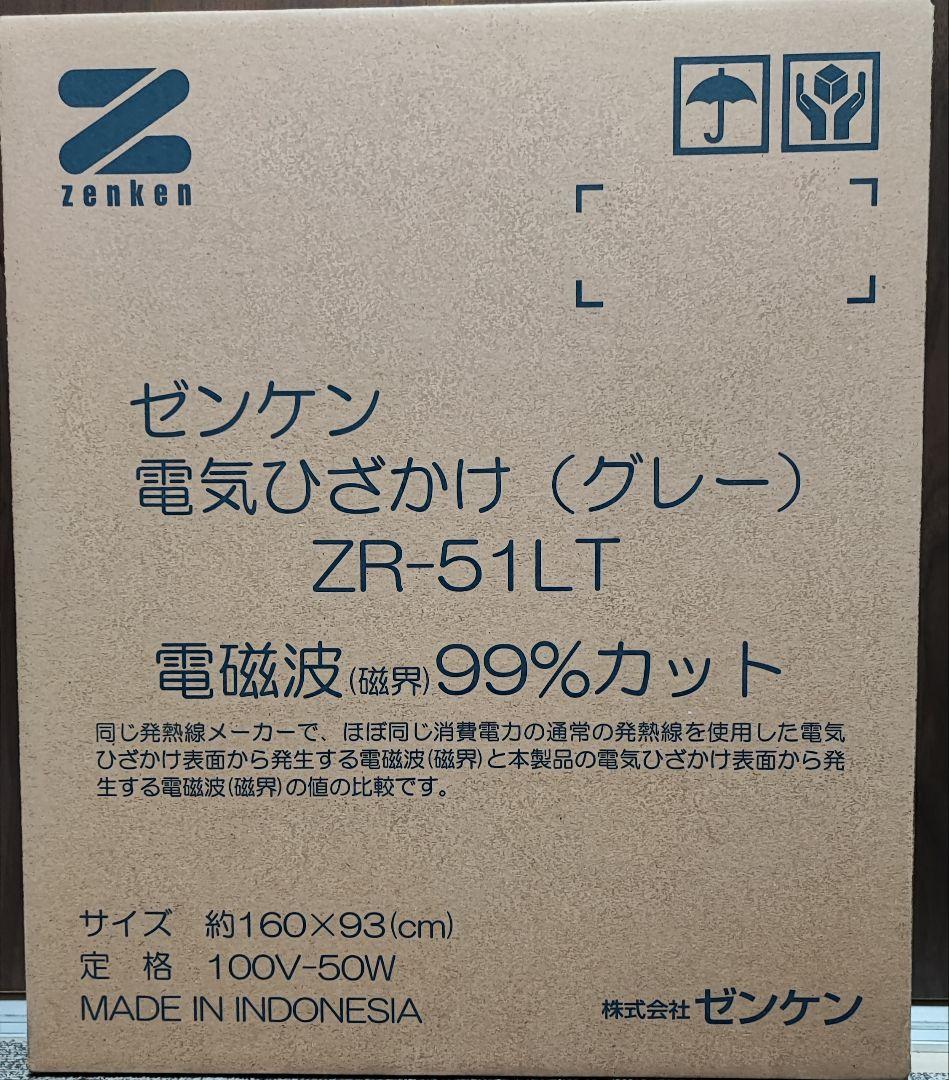 zenken
ゼンケン
電気ひざかけ（グレー）
ZR-51LT
電磁波(磁界)99%カット
同じ発熱線メーカーで、ほぼ同じ消費電力の通常の発熱線を使用した電気
ひざかけ表面から発生する電磁波(磁界)と本製品の電気ひざかけ表面から発
生する電磁波(磁界)の値の比較です。
サイズ　約160×93(cm)
定　格　100V-50W
MADE IN INDONESIA
株式会社 ゼンケン